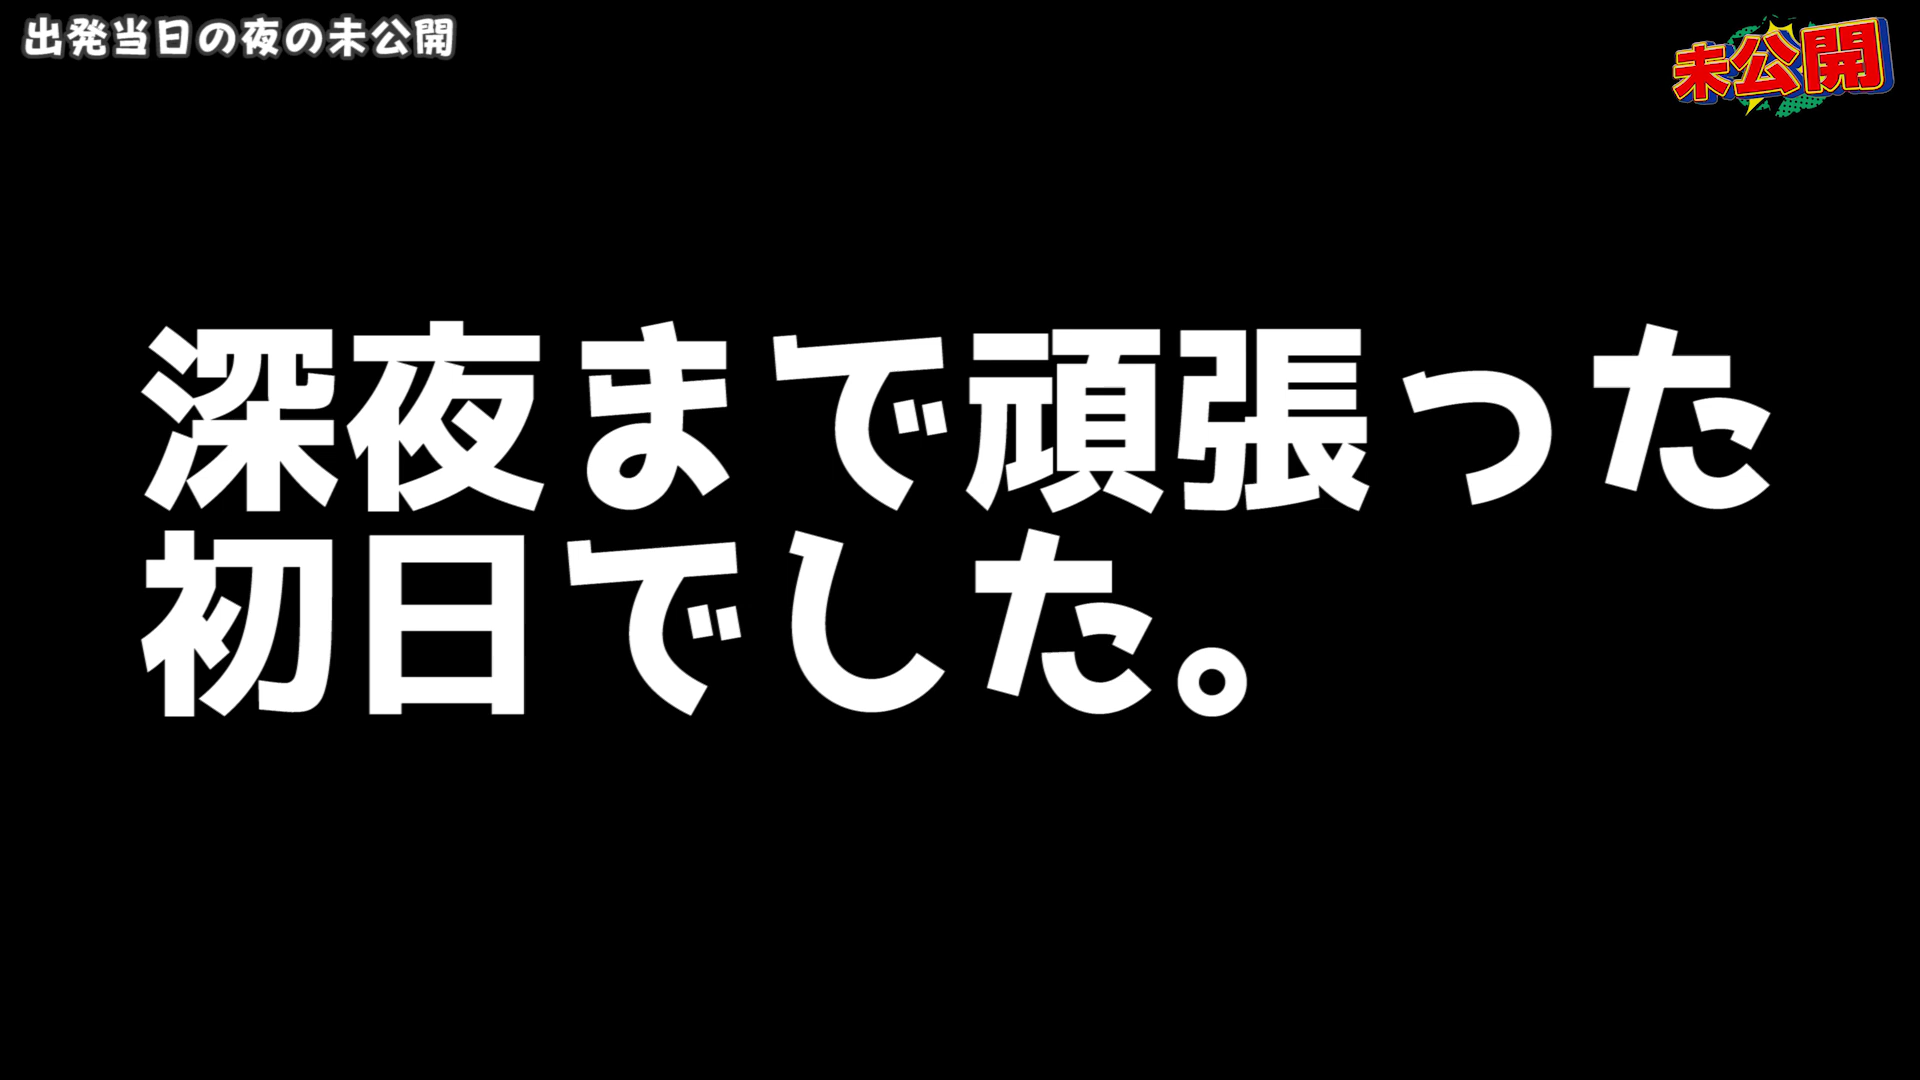 出発当日の夜の未公開
未公開
深夜まで頑張った
初日でした。